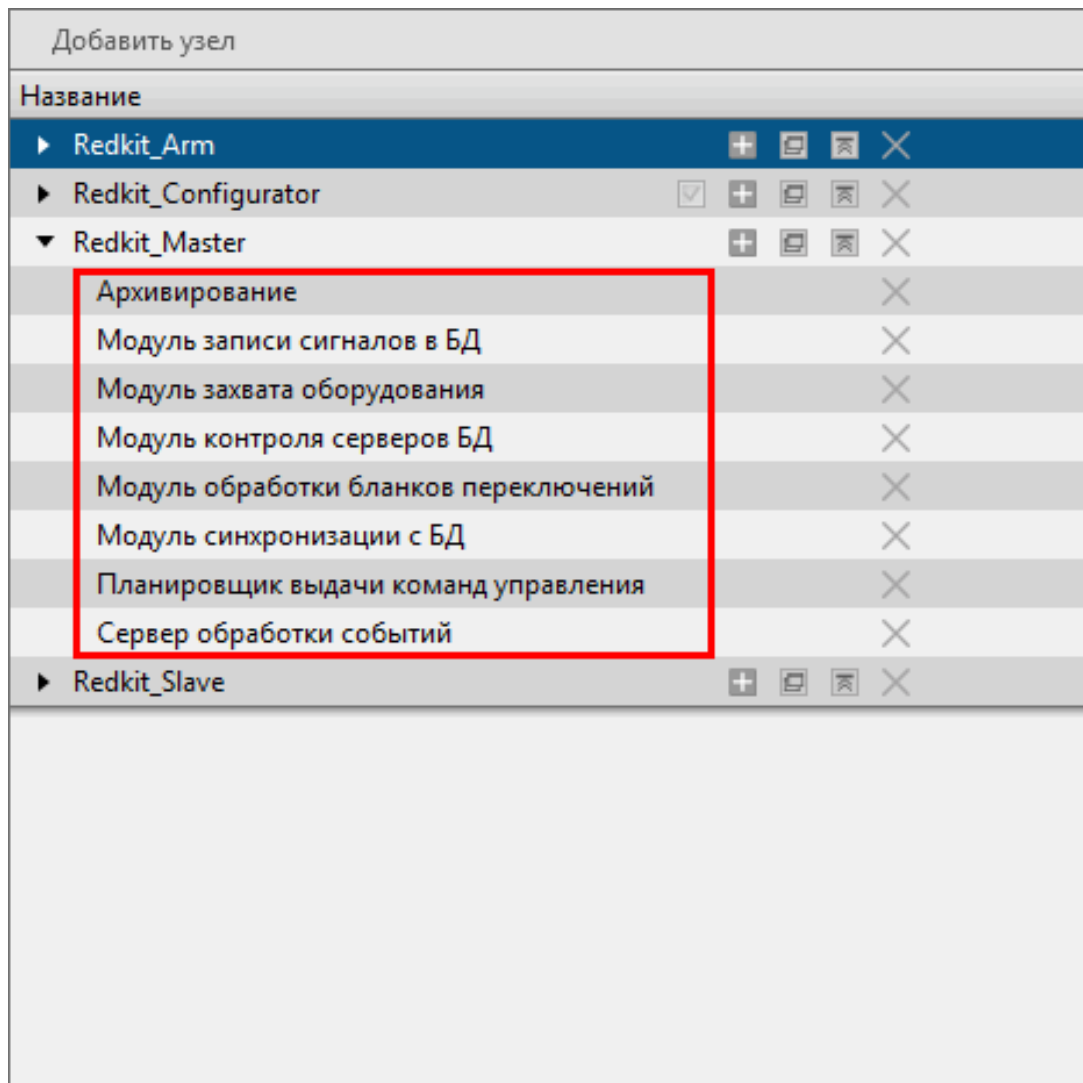 Добавить узел
Название
Redkit_Arm
Redkit_Configurator
Redkit_Master
Архивирование
Модуль записи сигналов в БД
Модуль захвата оборудования
Модуль контроля серверов БД
Модуль обработки бланков переключений
Модуль синхронизации с БД
Планировщик выдачи команд управления
Сервер обработки событий
Redkit_Slave